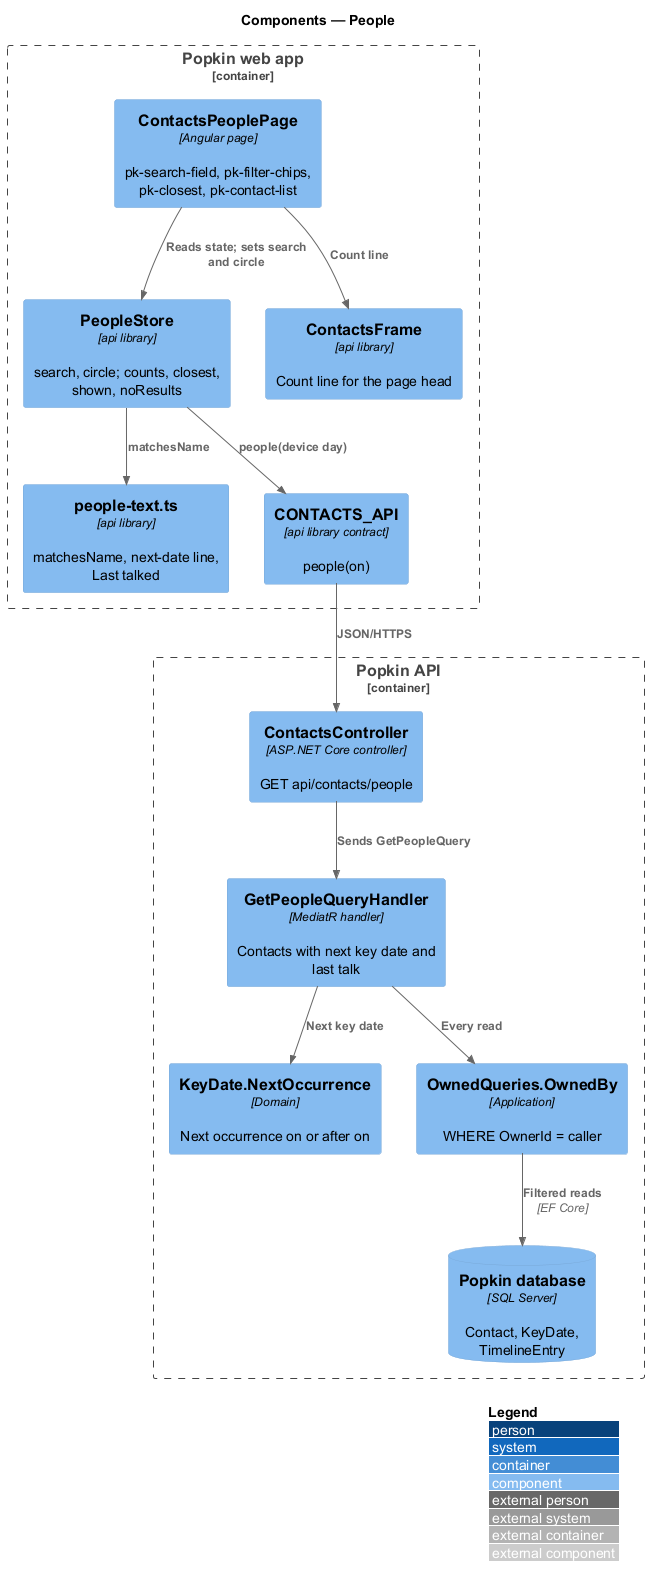 Components — People
Popkin web app
[container]
ContactsPeoplePage
[Angular page]
pk-search-field, pk-filter-chips,
pk-closest, pk-contact-list
Reads state; sets search
and circle
Count line
PeopleStore
[api library]
search, circle; counts, closest,
shown, noResults
ContactsFrame
[api library]
Count line for the page head
matchesName
people(device day)
people-text.ts
[api library]
matchesName, next-date line,
Last talked
CONTACTS_API
[api library contract]
people(on)
JSON/HTTPS
Popkin API
[container]
ContactsController
[ASP.NET Core controller]
GET api/contacts/people
Sends GetPeopleQuery
GetPeopleQueryHandler
[MediatR handler]
Contacts with next key date and
last talk
Next key date
Every read
KeyDate.NextOccurrence
[Domain]
Next occurrence on or after on
OwnedQueries.OwnedBy
[Application]
WHERE OwnerId = caller
Filtered reads
[EF Core]
Popkin database
[SQL Server]
Contact, KeyDate,
TimelineEntry
Legend
person
system
container
component
external person
external system
external container
external component